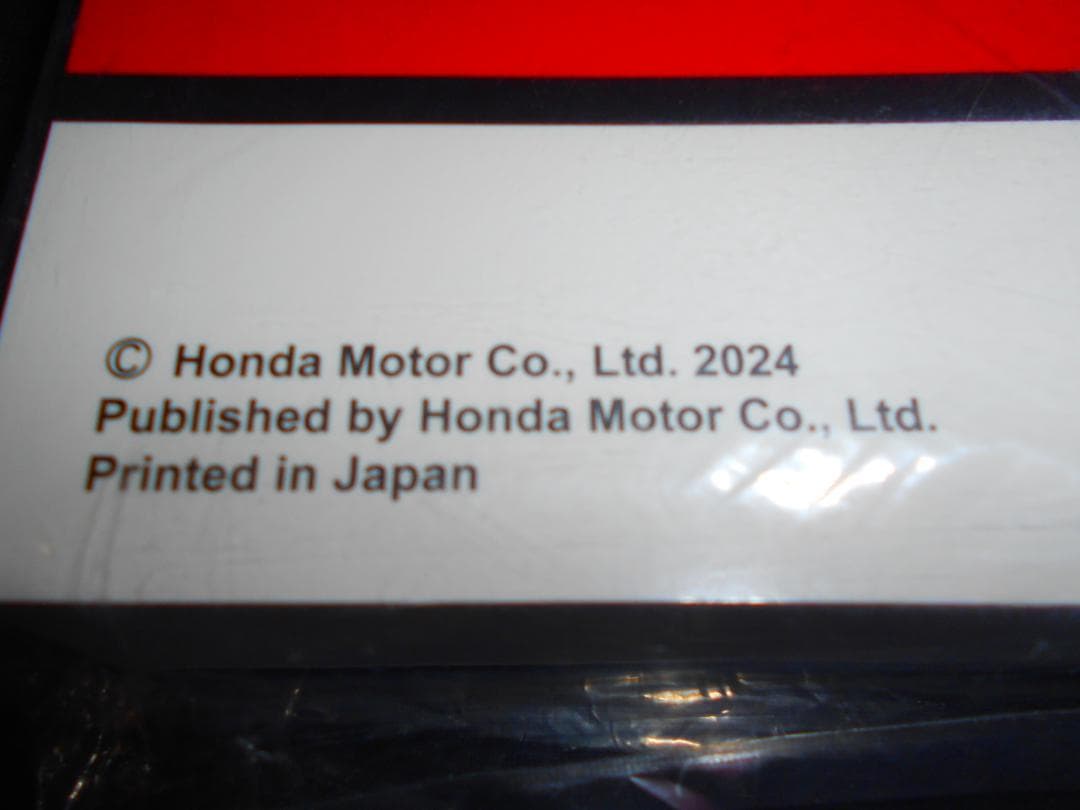 © Honda Motor Co., Ltd. 2024
Published by Honda Motor Co., Ltd.
Printed in Japan